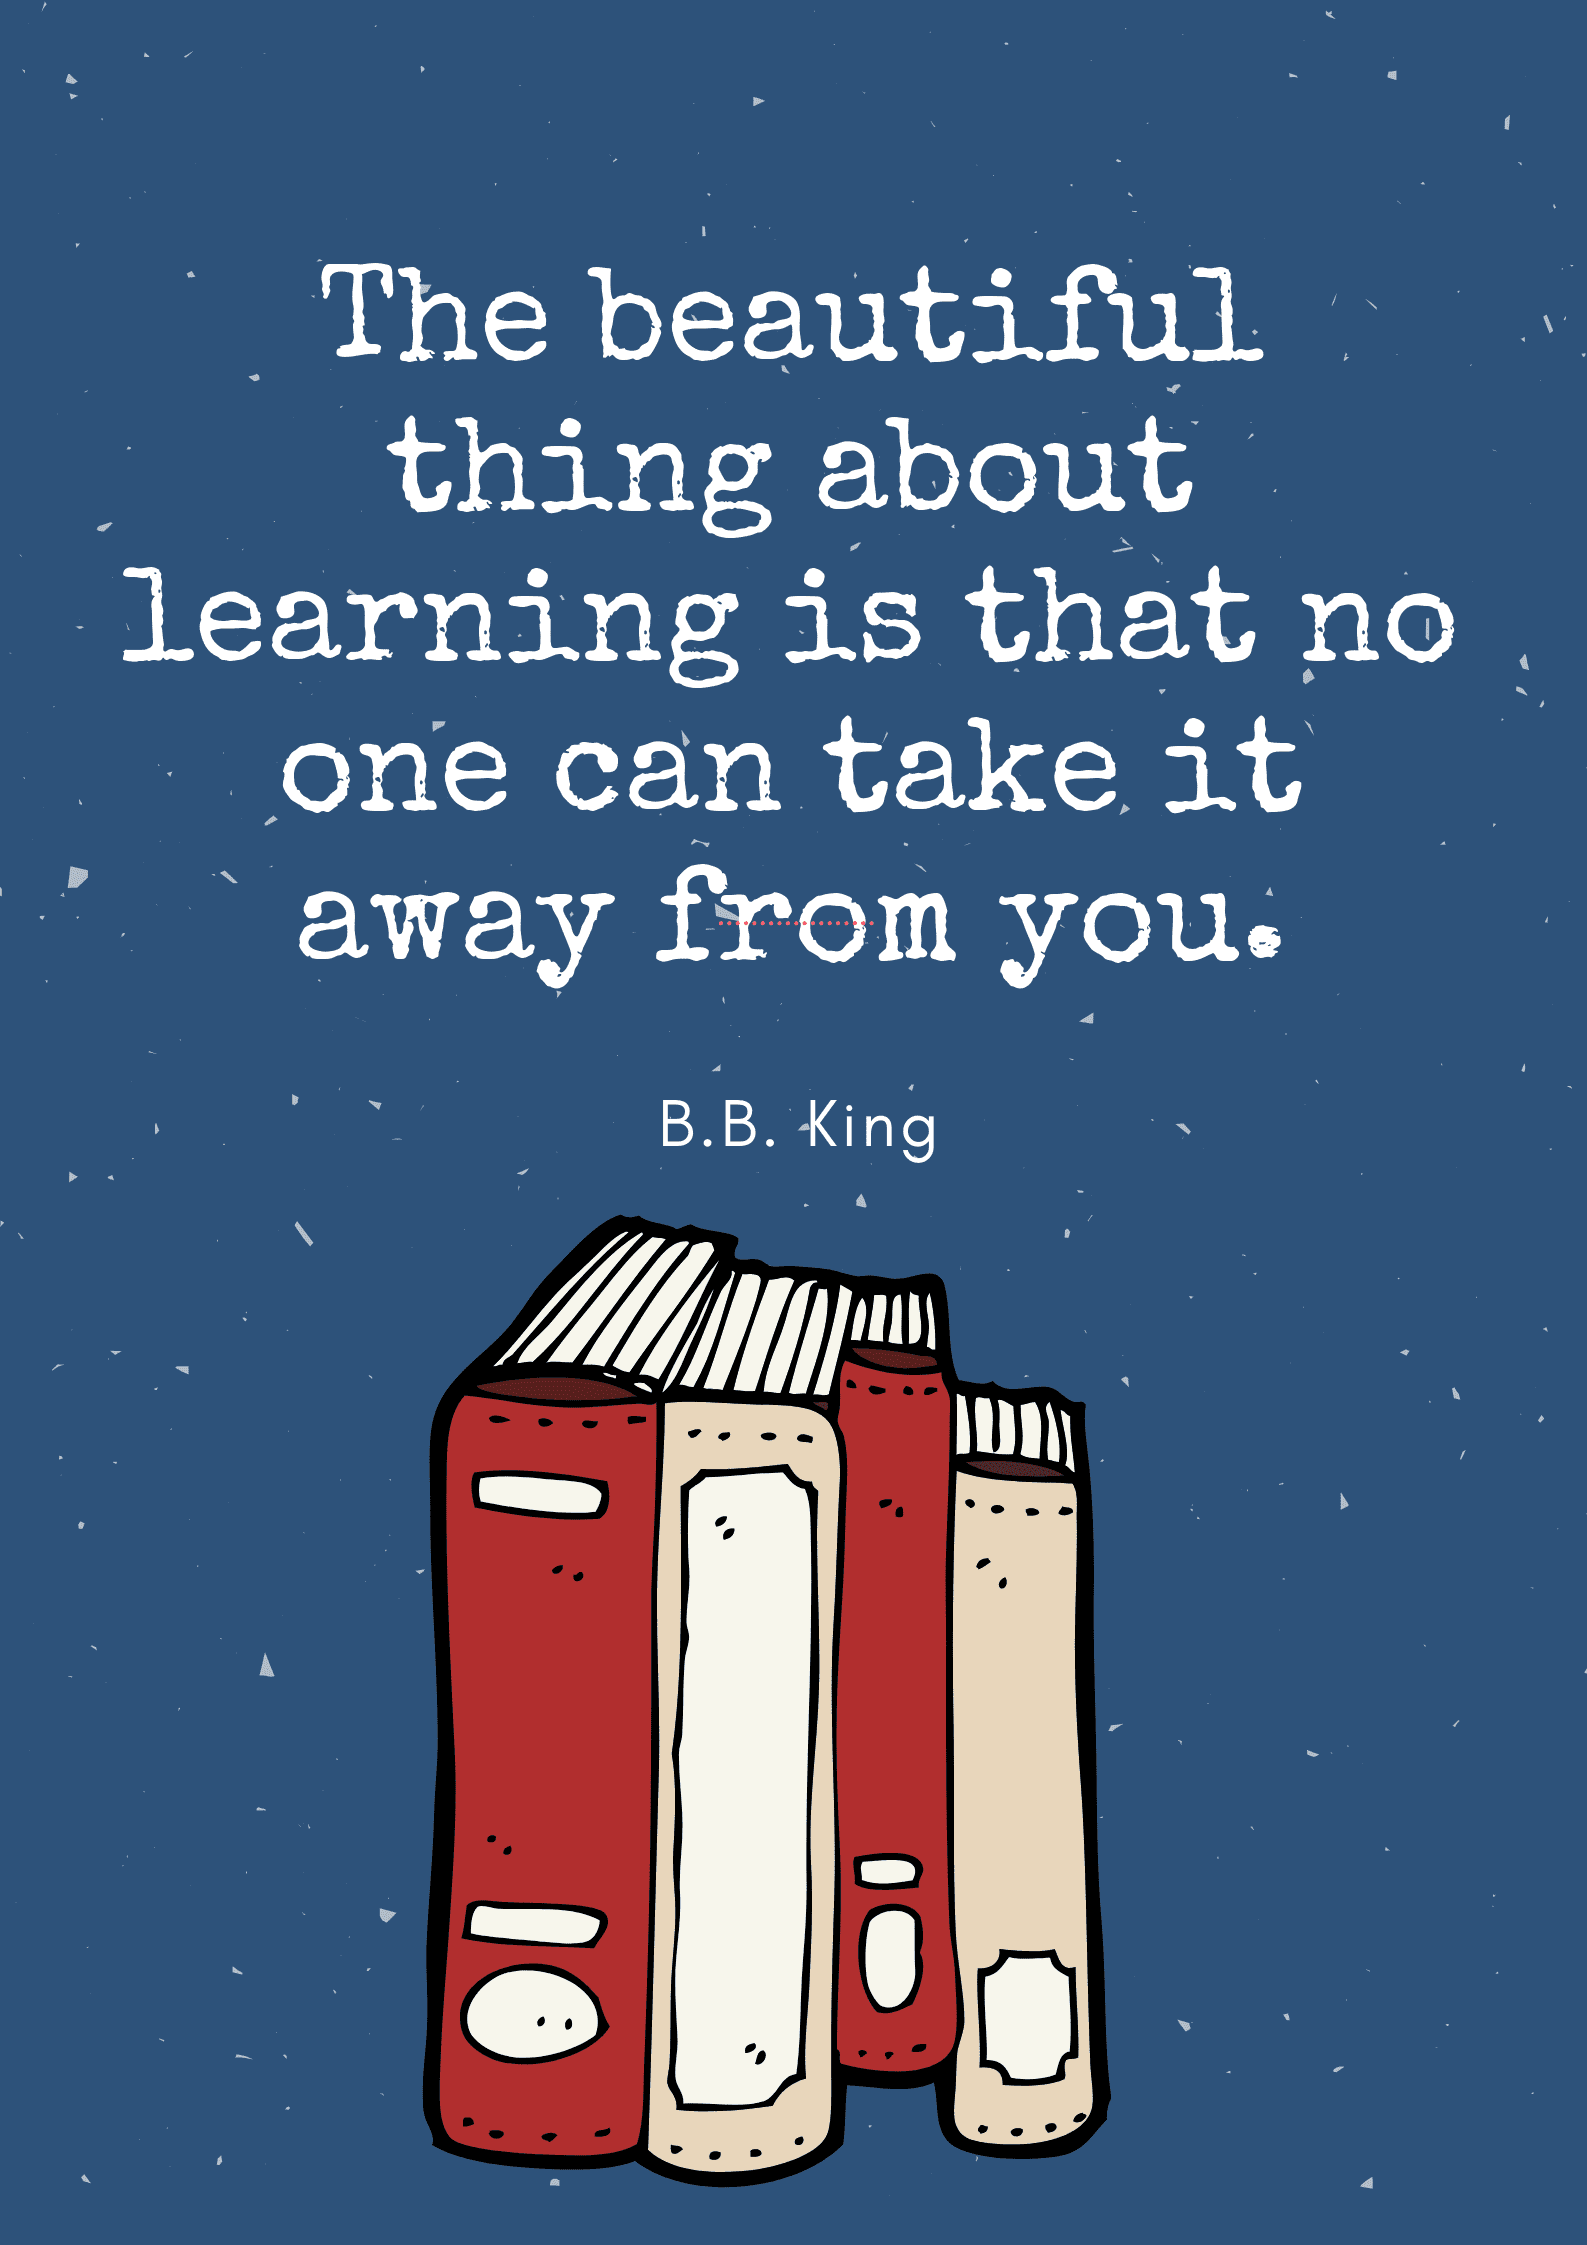 The beautiful
thing about
learning is that no
one can take it
away from you.
B.B. King